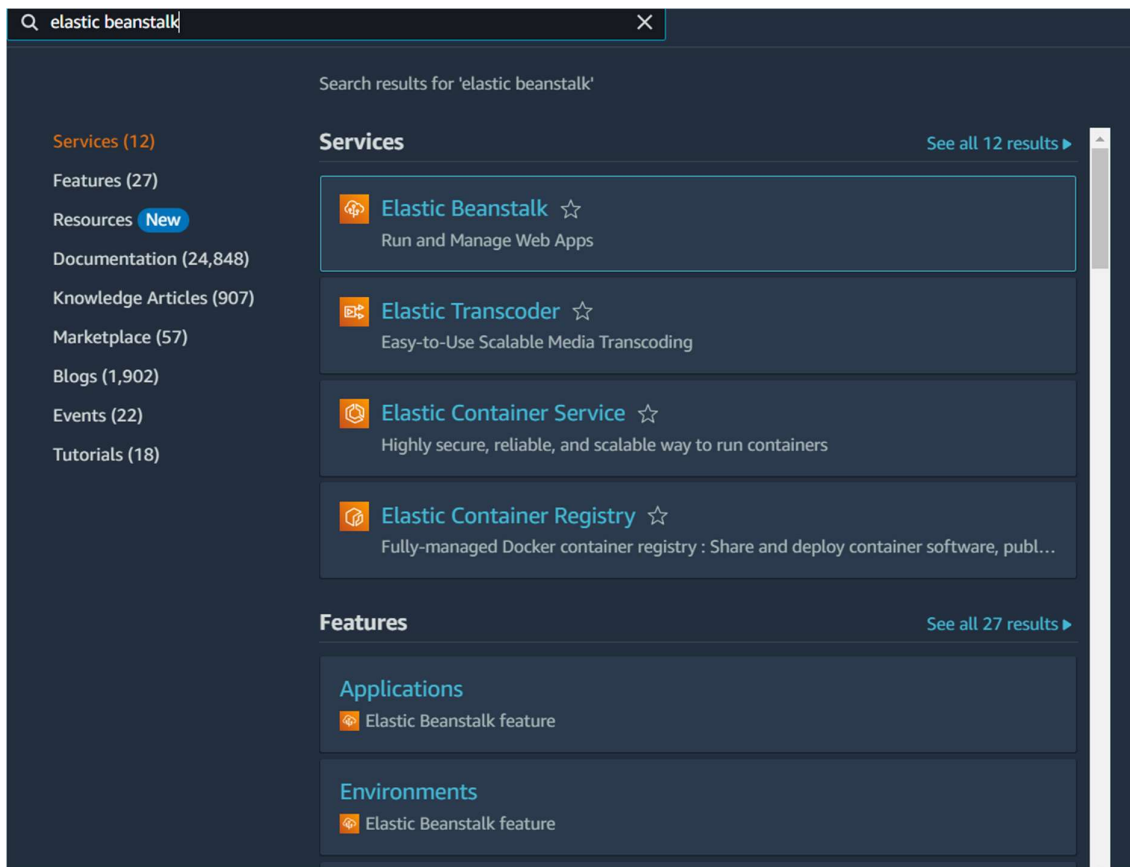 elastic beanstalk
Search results for 'elastic beanstalk'
Services (12)
Features (27)
Resources New
Documentation (24,848)
Knowledge Articles (907)
Marketplace (57)
Blogs (1,902)
Events (22)
Tutorials (18)
Services
See all 12 results
Elastic Beanstalk
Run and Manage Web Apps
Elastic Transcoder
Easy-to-Use Scalable Media Transcoding
Elastic Container Service
Highly secure, reliable, and scalable way to run containers
Elastic Container Registry
Fully-managed Docker container registry : Share and deploy container software, publ...
Features
See all 27 results
Applications
Elastic Beanstalk feature
Environments
Elastic Beanstalk feature